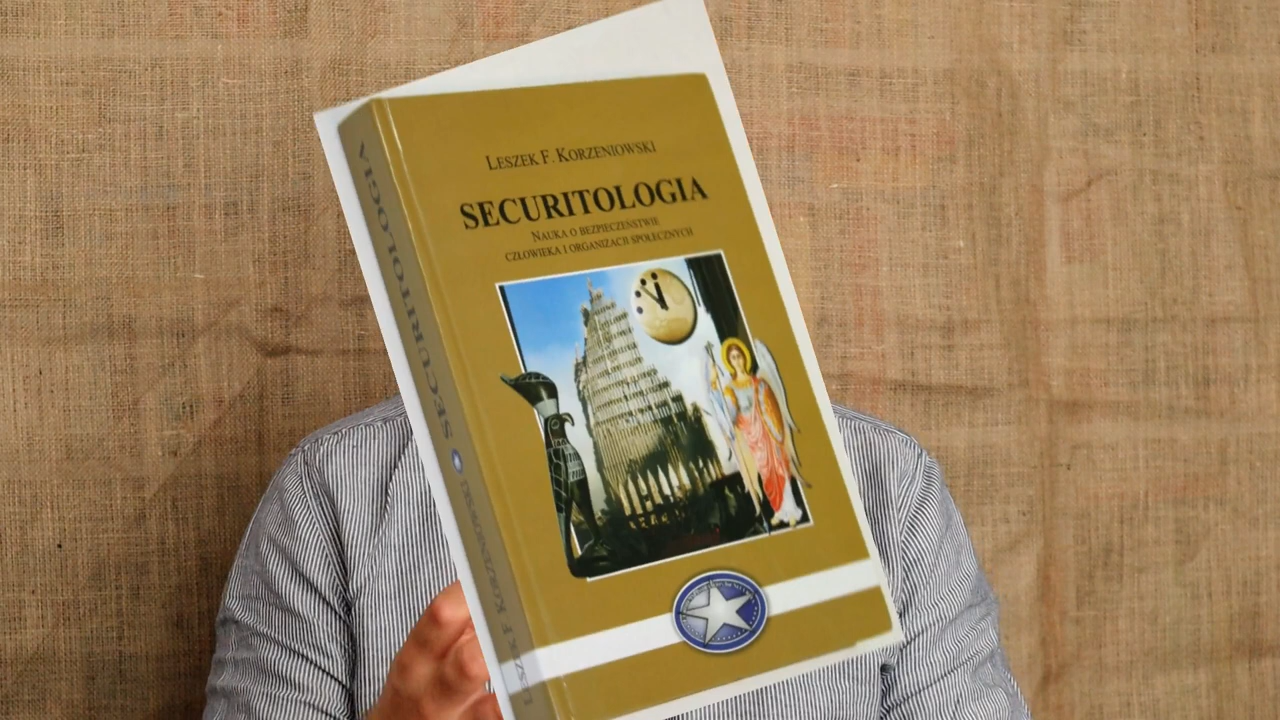 LESZEK F. KORZENIOWSKI
SECURITOLOGIA
NAUKA O BEZPIECZEŃSTWIE
CZŁOWIEKA I ORGANIZACJI SPOŁECZNYCH
LESZEK F. KORZENIOWSKI SECURITOLOGIA